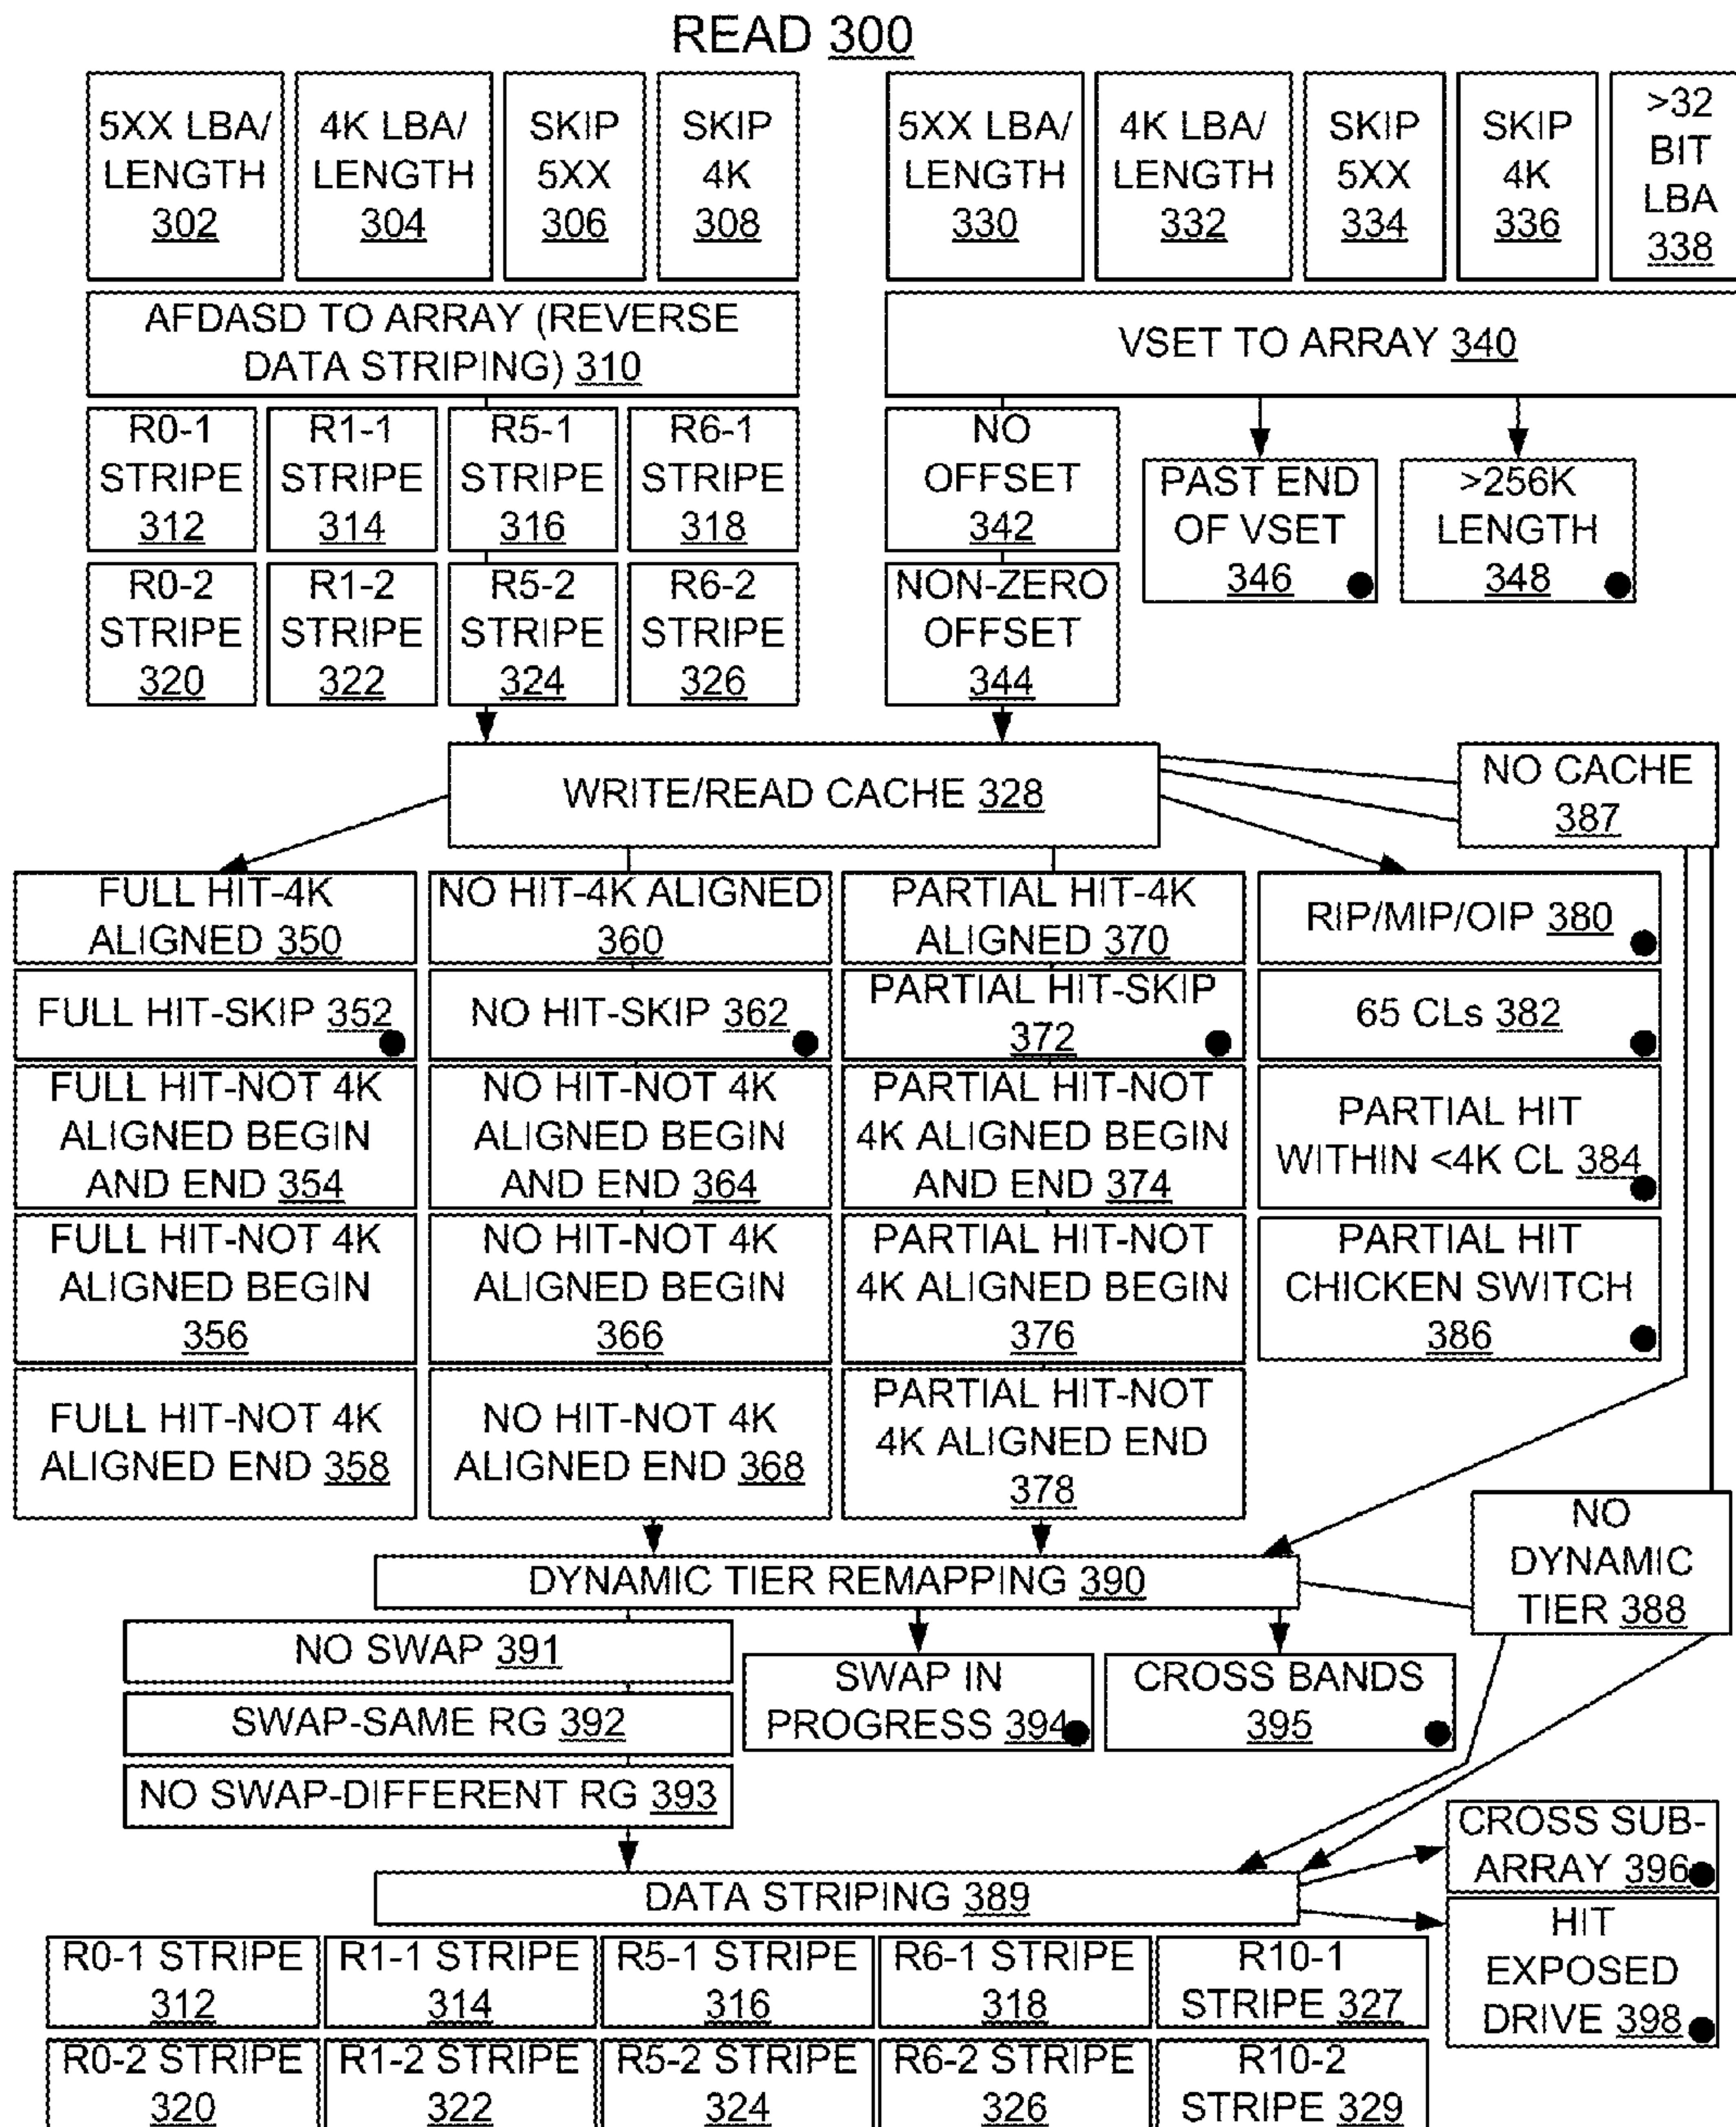 READ 300
5XX LBA/
LENGTH
302
4K LBA/
LENGTH
304
SKIP
5XX
306
SKIP
4K
308
5XX LBA/
LENGTH
330
4K LBA/
LENGTH
332
SKIP
5XX
334
SKIP
4K
336
>32
BIT
LBA
338
AFDASD TO ARRAY (REVERSE
DATA STRIPING) 310
VSET TO ARRAY 340
R0-1
STRIPE
312
R1-1
STRIPE
314
R5-1
STRIPE
316
R6-1
STRIPE
318
NO
OFFSET
342
PAST END
OF VSET
346
>256K
LENGTH
348
R0-2
STRIPE
320
R1-2
STRIPE
322
R5-2
STRIPE
324
R6-2
STRIPE
326
NON-ZERO
OFFSET
344
WRITE/READ CACHE 328
NO CACHE
387
FULL HIT-4K
ALIGNED 350
NO HIT-4K ALIGNED
360
PARTIAL HIT-4K
ALIGNED 370
RIP/MIP/OIP 380
FULL HIT-SKIP 352
NO HIT-SKIP 362
PARTIAL HIT-SKIP
372
65 CLs 382
FULL HIT-NOT 4K
ALIGNED BEGIN
AND END 354
NO HIT-NOT 4K
ALIGNED BEGIN
AND END 364
PARTIAL HIT-NOT
4K ALIGNED BEGIN
AND END 374
PARTIAL HIT
WITHIN <4K CL 384
FULL HIT-NOT 4K
ALIGNED BEGIN
356
NO HIT-NOT 4K
ALIGNED BEGIN
366
PARTIAL HIT-NOT
4K ALIGNED BEGIN
376
PARTIAL HIT
CHICKEN SWITCH
386
FULL HIT-NOT 4K
ALIGNED END 358
NO HIT-NOT 4K
ALIGNED END 368
PARTIAL HIT-NOT
4K ALIGNED END
378
NO
DYNAMIC
TIER 388
DYNAMIC TIER REMAPPING 390
NO SWAP 391
SWAP-SAME RG 392
NO SWAP-DIFFERENT RG 393
SWAP IN
PROGRESS 394
CROSS BANDS
395
DATA STRIPING 389
CROSS SUB-
ARRAY 396
HIT
EXPOSED
DRIVE 398
R0-1 STRIPE
312
R1-1 STRIPE
314
R5-1 STRIPE
316
R6-1 STRIPE
318
R10-1
STRIPE 327
R0-2 STRIPE
320
R1-2 STRIPE
322
R5-2 STRIPE
324
R6-2 STRIPE
326
R10-2
STRIPE 329